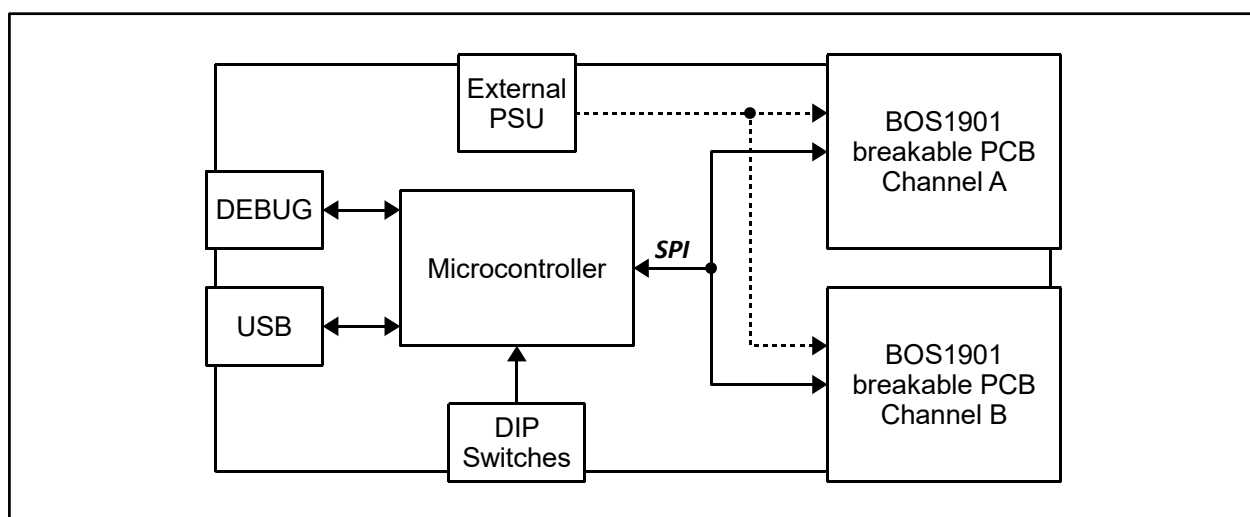 External
PSU
BOS1901
breakable PCB
Channel A
DEBUG
Microcontroller
SPI
USB
BOS1901
breakable PCB
Channel B
DIP
Switches